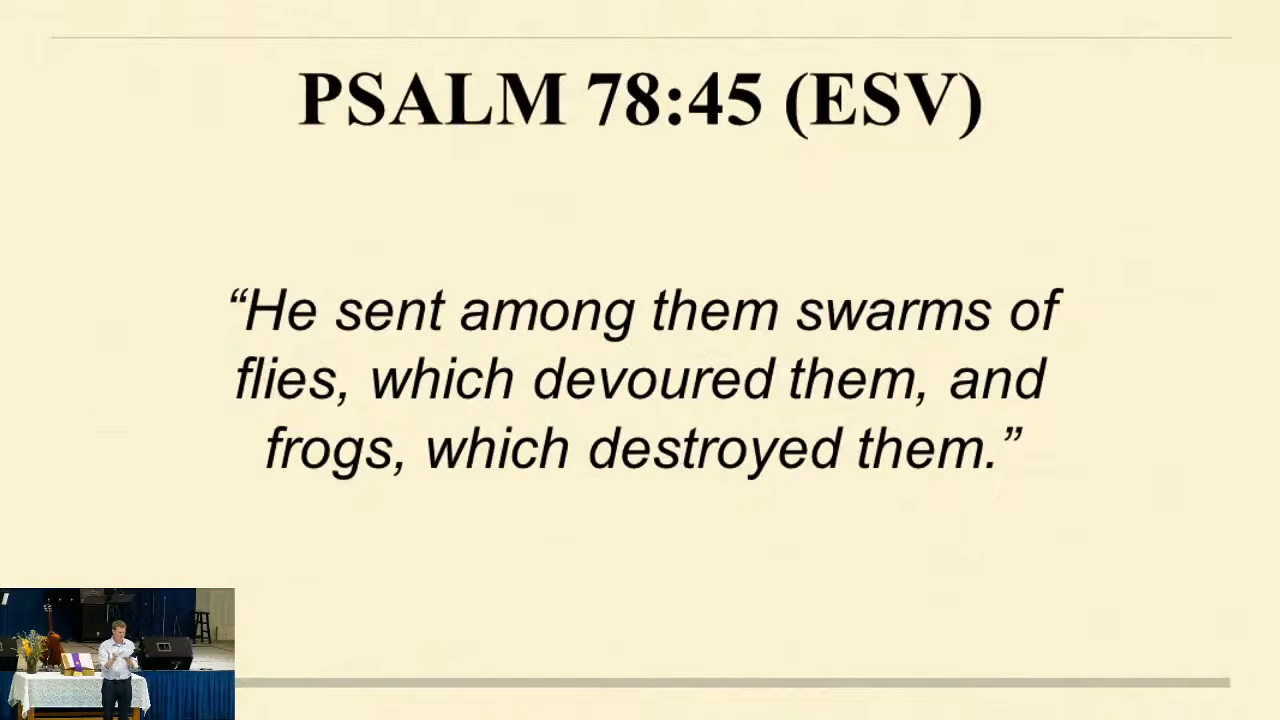 PSALM 78:45 (ESV)
“He sent among them swarms of
flies, which devoured them, and
frogs, which destroyed them.”